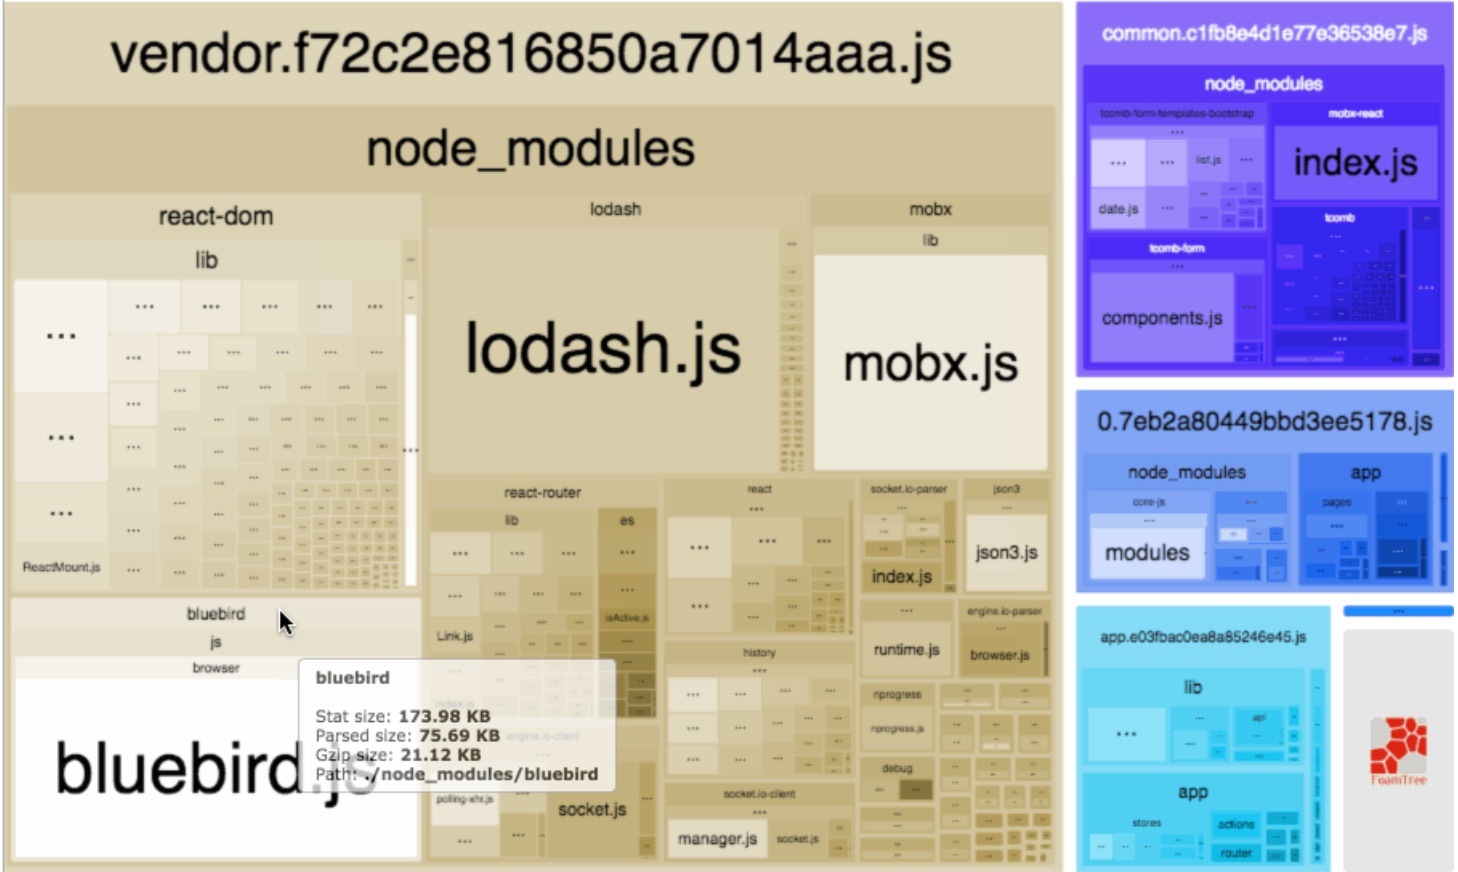 vendor.f72c2e816850a7014aaa.js
node_modules
react-dom
lib
ReactMount.js
bluebird
js
browser
bluebird.js
bluebird
Stat size: 173.98 KB
Parsed size: 75.69 KB
Gzip size: 21.12 KB
Path: ./node_modules/bluebird
lodash
lodash.js
mobx
lib
mobx.js
react-router
lib
es
Link.js
isActive.js
index.js
engine.io-client
polling-xhr.js
socket.js
react
history
socket.io-client
manager.js
socket.js
socket.io-parser
index.js
json3
json3.js
runtime.js
engine.io-parser
browser.js
nprogress
nprogress.js
debug
common.c1fb8e4d1e77e36538e7.js
node_modules
tcomb-form-templates-bootstrap
list.js
date.js
mobx-react
index.js
tcomb-form
components.js
tcomb
0.7eb2a80449bbd3ee5178.js
node_modules
core-js
modules
app
pages
app.e03fbac0ea8a85246e45.js
lib
api
app
stores
actions
router
FoamTree